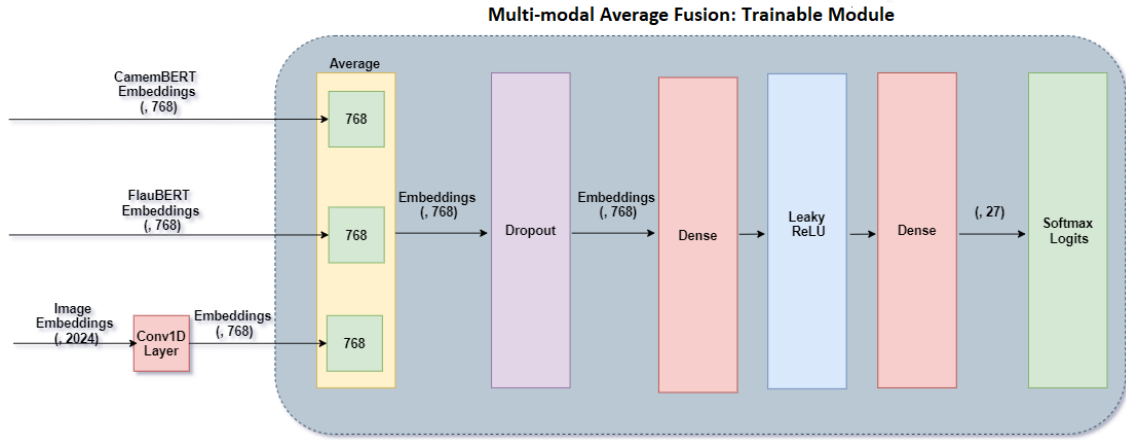 Multi-modal Average Fusion: Trainable Module
CamemBERT
Embeddings
(, 768)
Average
768
FlauBERT
Embeddings
(, 768)
768
Image
Embeddings
(, 2024)
Conv1D
Layer
Embeddings
(, 768)
768
Embeddings
(, 768)
Dropout
Embeddings
(, 768)
Dense
Leaky
ReLU
Dense
(, 27)
Softmax
Logits